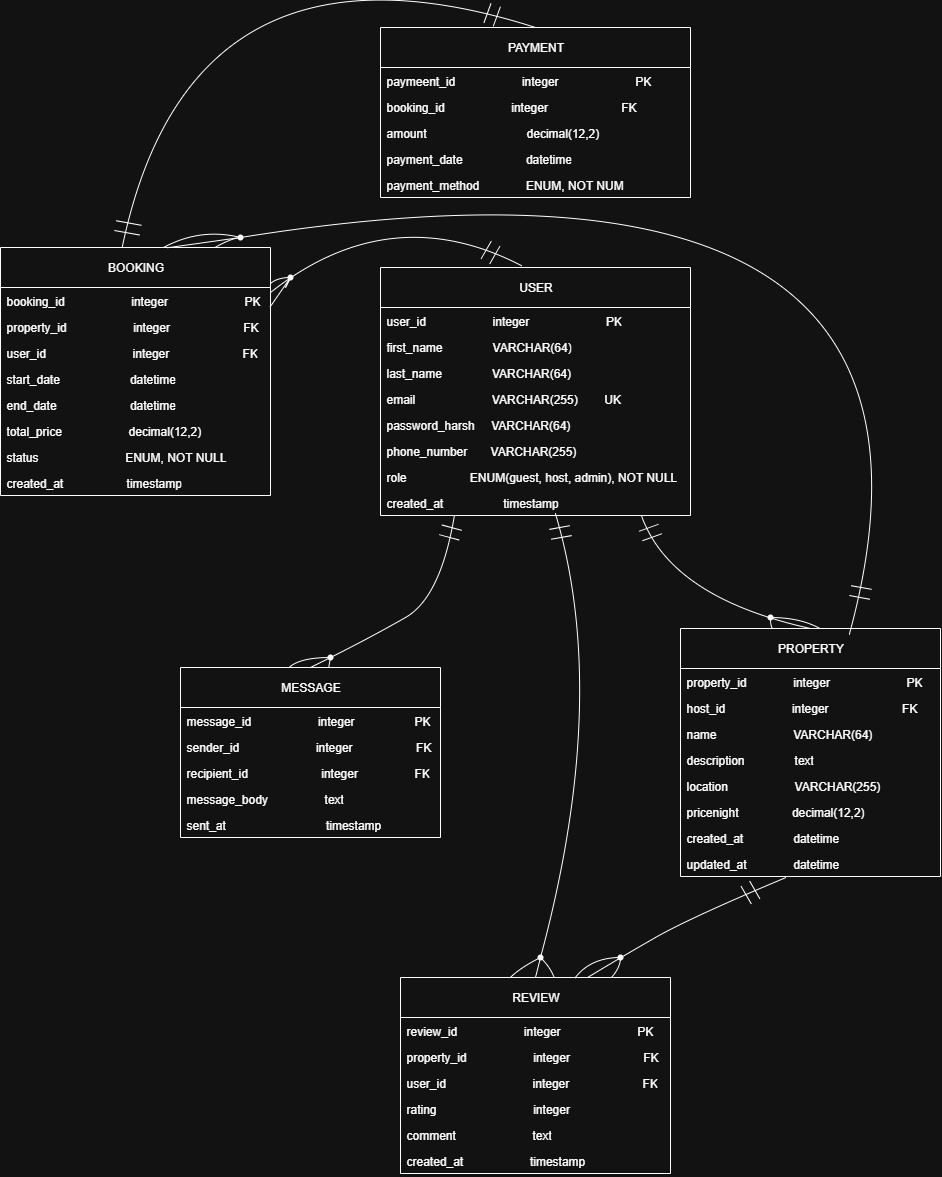 PAYMENT
paymeent_id integer PK
booking_id integer FK
amount decimal(12,2)
payment_date datetime
payment_method ENUM, NOT NUM
BOOKING
booking_id integer PK
property_id integer FK
user_id integer FK
start_date datetime
end_date datetime
total_price decimal(12,2)
status ENUM, NOT NULL
created_at timestamp
USER
user_id integer PK
first_name VARCHAR(64)
last_name VARCHAR(64)
email VARCHAR(255) UK
password_harsh VARCHAR(64)
phone_number VARCHAR(255)
role ENUM(guest, host, admin), NOT NULL
created_at timestamp
MESSAGE
message_id integer PK
sender_id integer FK
recipient_id integer FK
message_body text
sent_at timestamp
PROPERTY
property_id integer PK
host_id integer FK
name VARCHAR(64)
description text
location VARCHAR(255)
pricenight decimal(12,2)
created_at datetime
updated_at datetime
REVIEW
review_id integer PK
property_id integer FK
user_id integer FK
rating integer
comment text
created_at timestamp